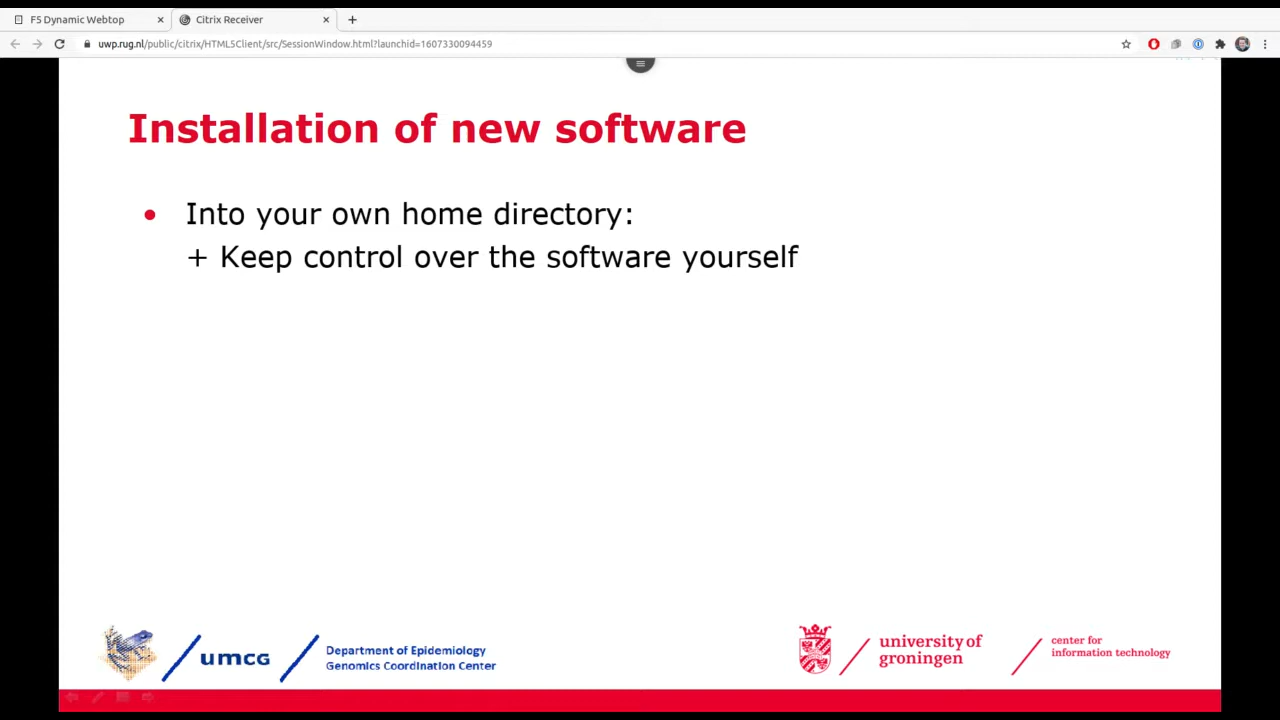 F5 Dynamic Webtop
Citrix Receiver
uwp.rug.nl/public/citrix/HTML5Client/src/SessionWindow.html?launchid=1607330094459
Installation of new software
• Into your own home directory:
+ Keep control over the software yourself
umcg
Department of Epidemiology
Genomics Coordination Center
university of
groningen
center for
information technology